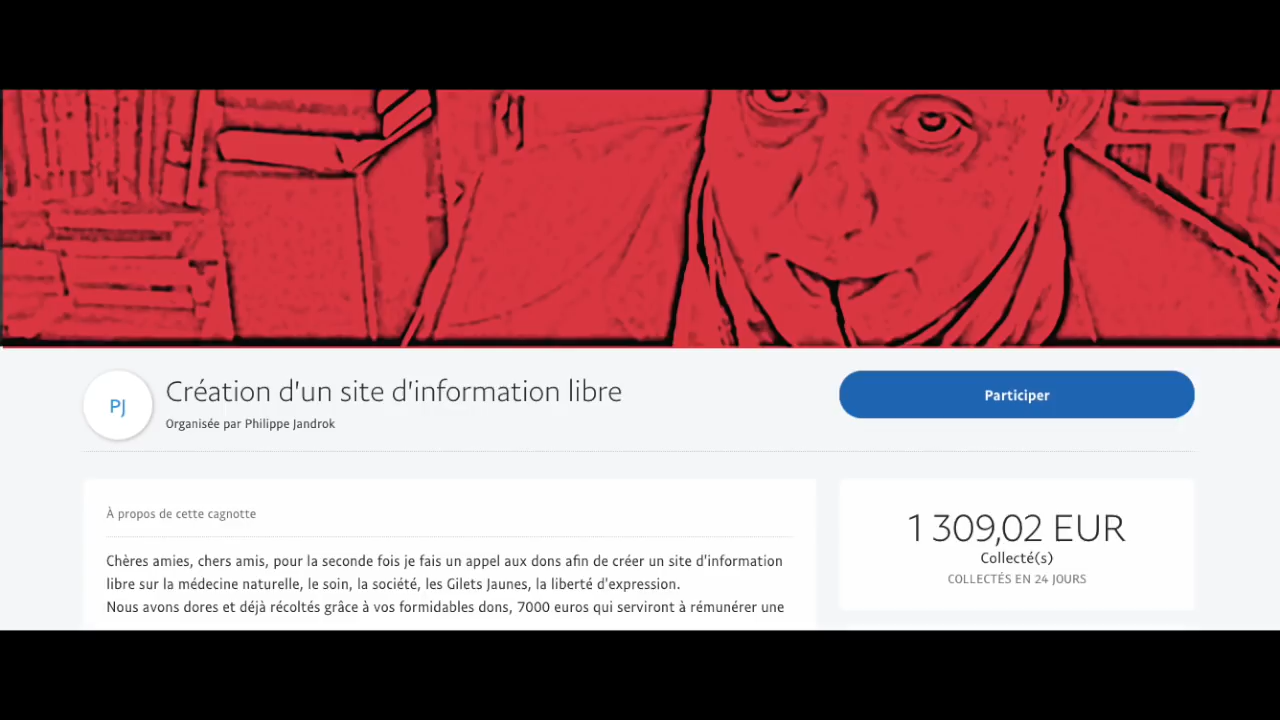 PJ
Création d'un site d'information libre
Organisée par Philippe Jandrok
Participer
À propos de cette cagnotte
Chères amies, chers amis, pour la seconde fois je fais un appel aux dons afin de créer un site d'information
libre sur la médecine naturelle, le soin, la société, les Gilets Jaunes, la liberté d'expression.
Nous avons dores et déjà récoltés grâce à vos formidables dons, 7000 euros qui serviront à rémunérer une
1 309,02 EUR
Collecté(s)
COLLECTÉS EN 24 JOURS